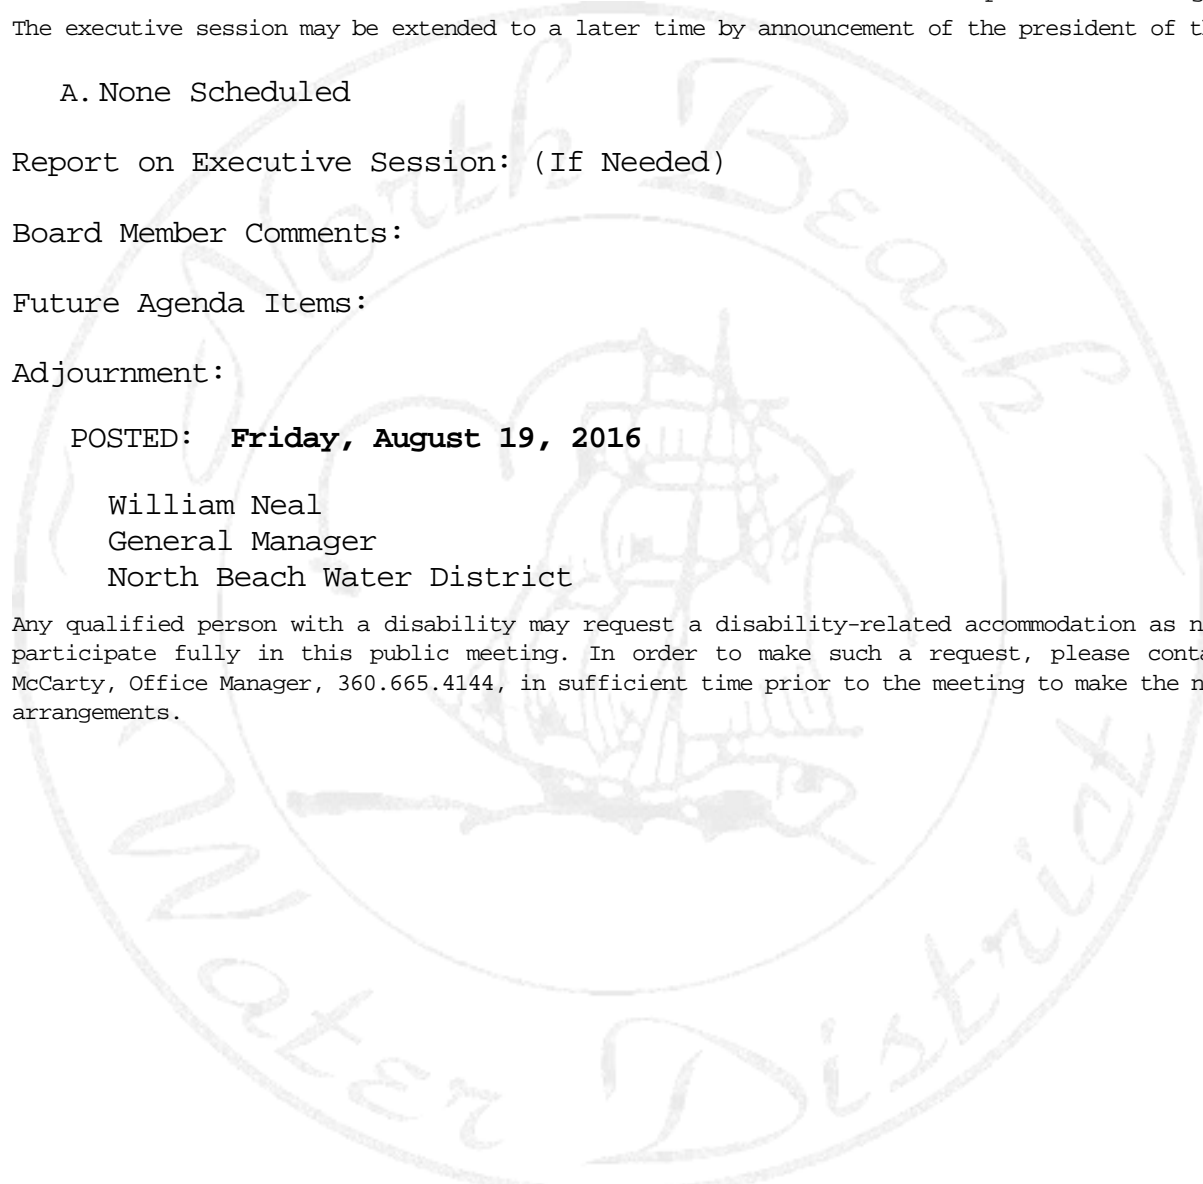 The executive session may be extended to a later time by announcement of the president of
A. None Scheduled
Report on Executive Session: (If Needed)
Board Member Comments:
Future Agenda Items:
Adjournment:
POSTED: Friday, August 19, 2016
William Neal
General Manager
North Beach Water District
Any qualified person with a disability may request a disability-related accommodation as
participate fully in this public meeting. In order to make such a request, please
McCarty, Office Manager, 360.665.4144, in sufficient time prior to the meeting to make the
arrangements.
~ North Beach ~
Water District